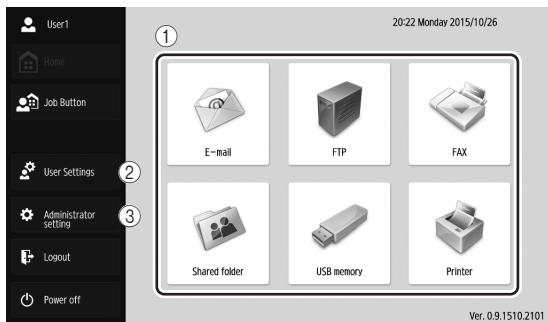 User1
20:22 Monday 2015/10/26
①
Home
Job Button
E-mail
FTP
FAX
User Settings
②
Administrator
setting
③
Logout
Shared folder
USB memory
Printer
Power off
Ver. 0.9.1510.2101